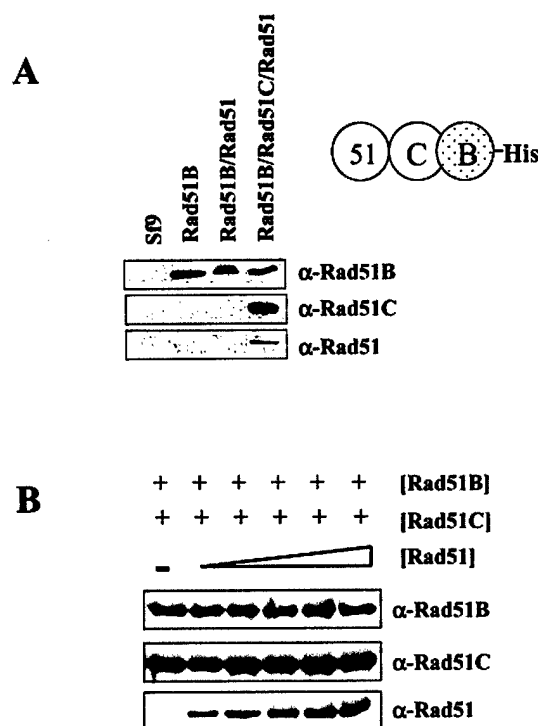 A
Sf9
Rad51B
Rad51B/Rad51
Rad51B/Rad51C/Rad51
51 C B -His
α-Rad51B
α-Rad51C
α-Rad51
B
+ + + + + + [Rad51B]
+ + + + + + [Rad51C]
- [Rad51]
α-Rad51B
α-Rad51C
α-Rad51